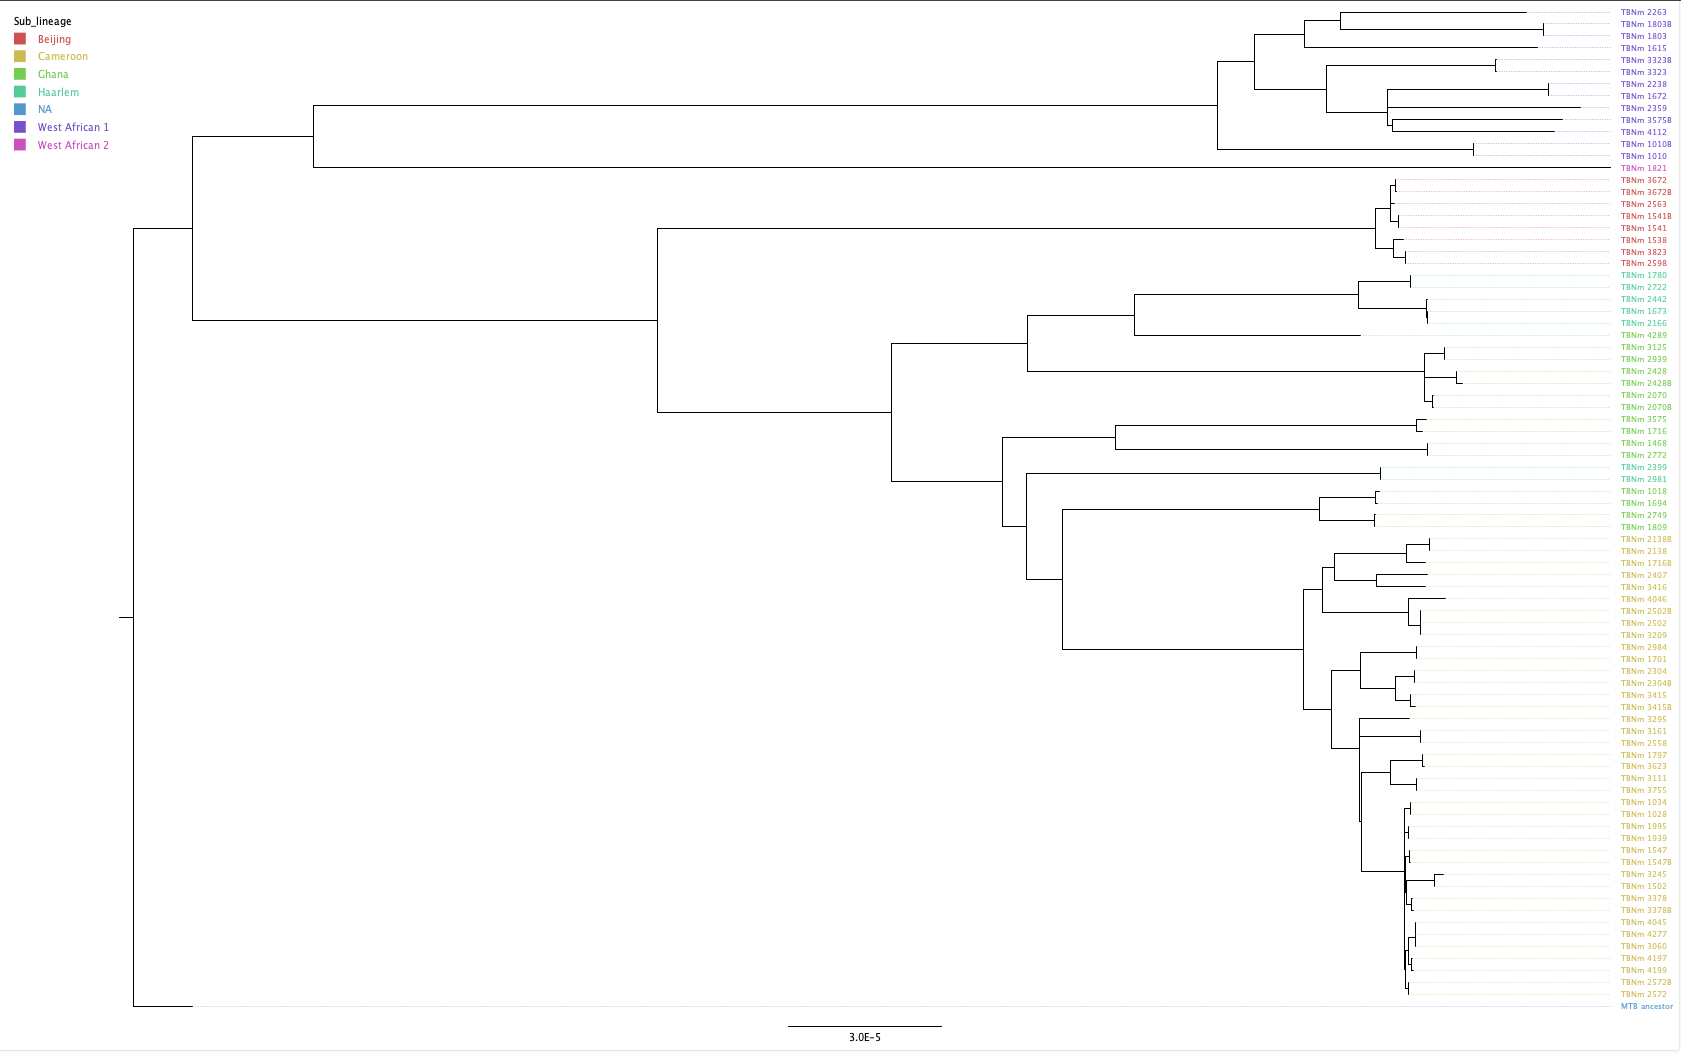 Sub_lineage
Beijing
Cameroon
Ghana
Haarlem
NA
West African 1
West African 2
TBNm 2263
TBNm 1803B
TBNm 1803
TBNm 1615
TBNm 3323B
TBNm 3323
TBNm 2238
TBNm 1672
TBNm 2359
TBNm 3575B
TBNm 4112
TBNm 1010B
TBNm 1010
TBNm 1821
TBNm 3672
TBNm 3672B
TBNm 2563
TBNm 1541B
TBNm 1541
TBNm 1538
TBNm 3823
TBNm 2598
TBNm 1780
TBNm 2722
TBNm 2442
TBNm 1673
TBNm 2166
TBNm 4289
TBNm 3125
TBNm 2939
TBNm 2428
TBNm 2428B
TBNm 2070
TBNm 2070B
TBNm 3575
TBNm 1716
TBNm 1468
TBNm 2772
TBNm 2399
TBNm 2981
TBNm 1018
TBNm 1694
TBNm 2749
TBNm 1809
TBNm 2138B
TBNm 2138
TBNm 1716B
TBNm 2407
TBNm 3416
TBNm 4046
TBNm 2502B
TBNm 2502
TBNm 3209
TBNm 2984
TBNm 1701
TBNm 2304
TBNm 2304B
TBNm 3415
TBNm 3415B
TBNm 3295
TBNm 3161
TBNm 2558
TBNm 1797
TBNm 3623
TBNm 3111
TBNm 3755
TBNm 1034
TBNm 1028
TBNm 1995
TBNm 1939
TBNm 1547
TBNm 1547B
TBNm 3245
TBNm 1502
TBNm 3378
TBNm 3378B
TBNm 4045
TBNm 4277
TBNm 3060
TBNm 4197
TBNm 4199
TBNm 2572B
TBNm 2572
MTB ancestor
3.0E-5